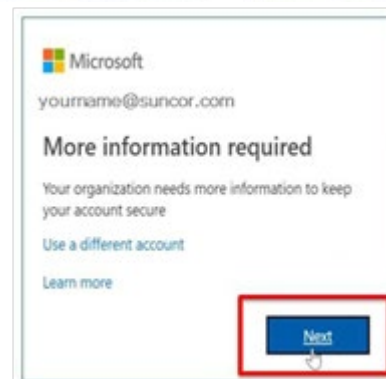 Microsoft
yourname@suncor.com
More information required
Your organization needs more information to keep
your account secure
Use a different account
Learn more
Next